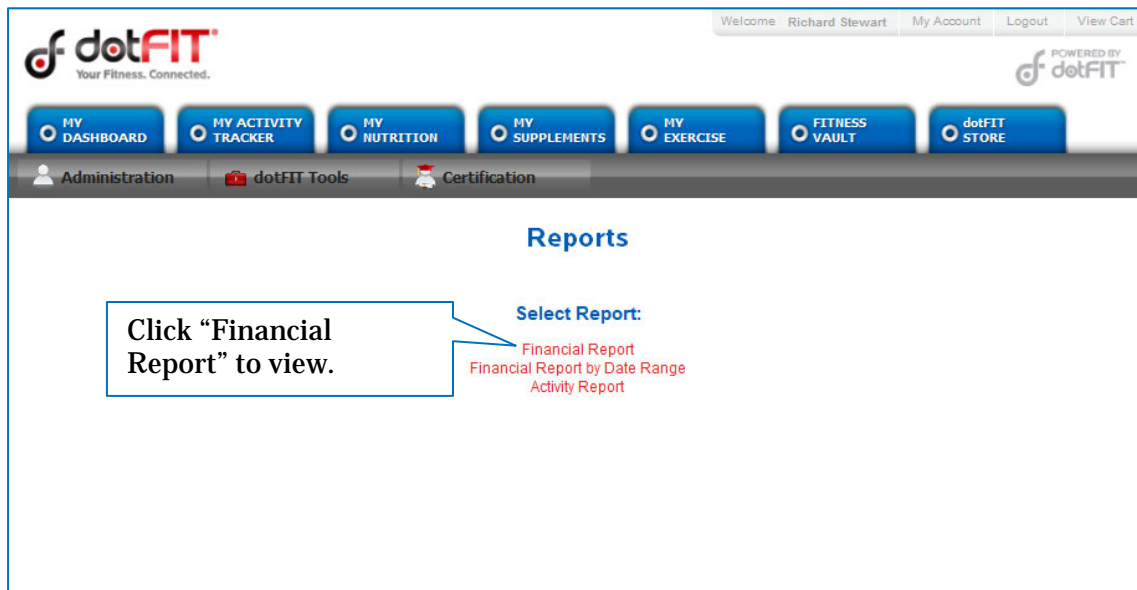 Welcome Richard Stewart My Account Logout View Cart
dotFIT
Your Fitness. Connected.
POWERED BY
dotFIT™
MY DASHBOARD
MY ACTIVITY TRACKER
MY NUTRITION
MY SUPPLEMENTS
MY EXERCISE
FITNESS VAULT
dotFIT STORE
Administration dotFIT Tools Certification
Reports
Select Report:
Click “Financial
Report” to view.
Financial Report
Financial Report by Date Range
Activity Report